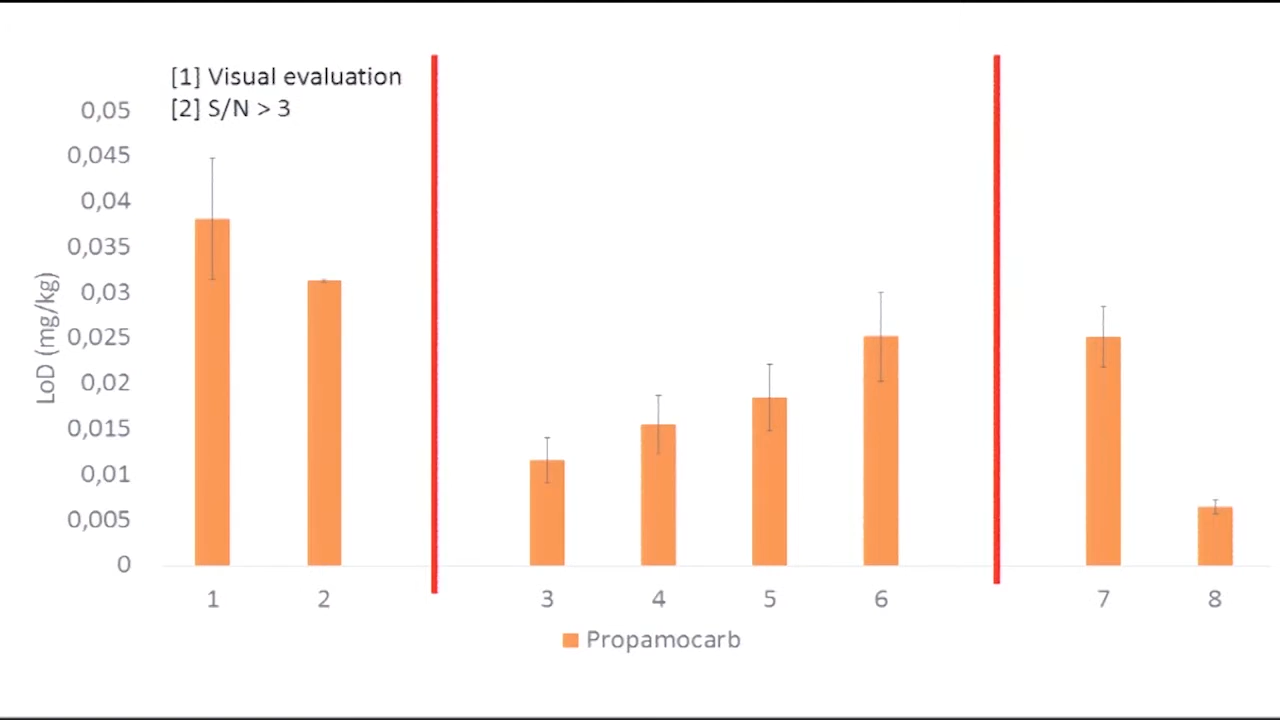 [1] Visual evaluation
[2] S/N > 3
0,05
0,045
0,04
0,035
0,03
0,025
0,02
0,015
0,01
0,005
0
LoD (mg/kg)
1 2 3 4 5 6 7 8
Propamocarb